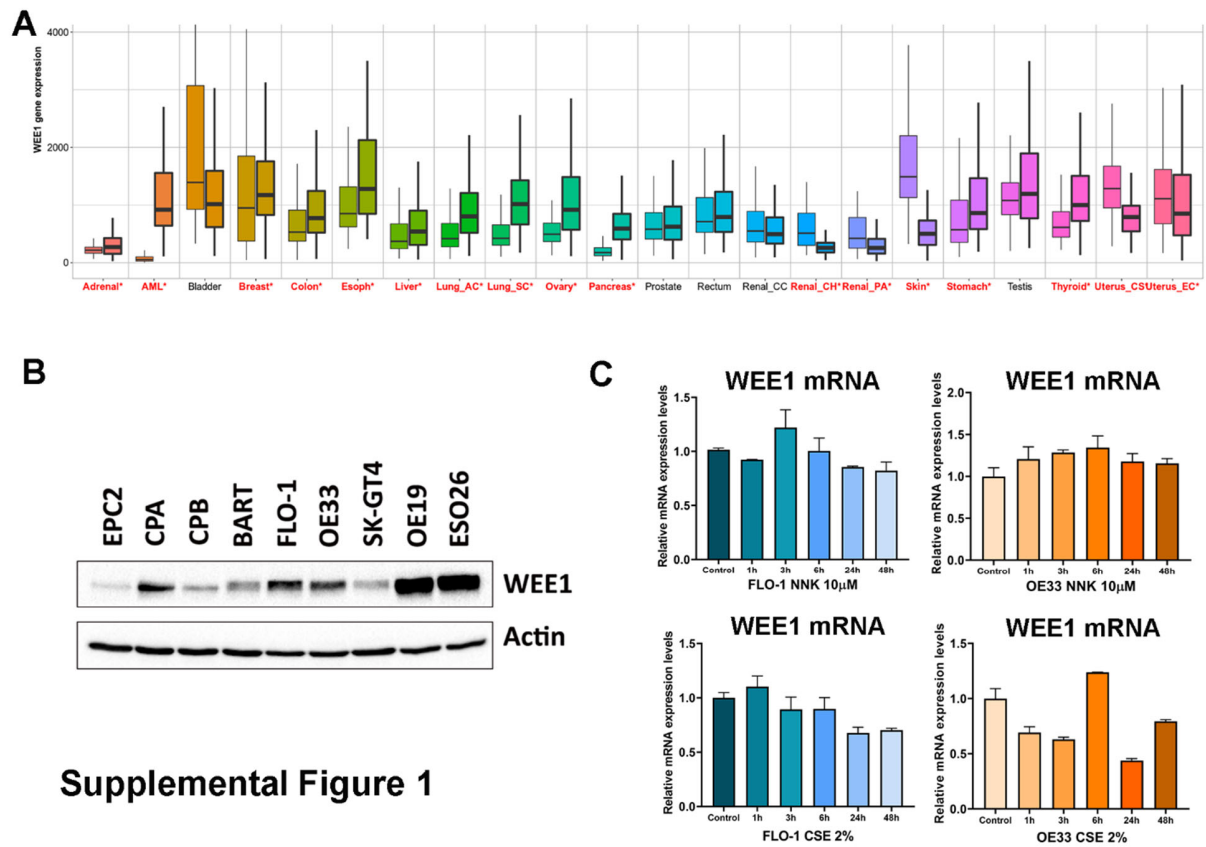 A
WEE1 gene expression
4000
2000
0
Adrenal* AML* Bladder Breast* Colon* Esoph* Liver* Lung_AC* Lung_SC* Ovary* Pancreas* Prostate Rectum Renal_CC Renal_CH* Renal_PA* Skin* Stomach* Testis Thyroid* Uterus_CS* Uterus_EC*
B
EPC2 CPA CPB BART FLO-1 OE33 SK-GT4 OE19 ESO26
WEE1
Actin
Supplemental Figure 1
C
WEE1 mRNA
Relative mRNA expression levels
1.5
1.0
0.5
0.0
Control 1h 3h 6h 24h 48h
FLO-1 NNK 10μM
WEE1 mRNA
Relative mRNA expression levels
2.0
1.5
1.0
0.5
0.0
Control 1h 3h 6h 24h 48h
OE33 NNK 10μM
WEE1 mRNA
Relative mRNA expression levels
1.5
1.0
0.5
0.0
Control 1h 3h 6h 24h 48h
FLO-1 CSE 2%
WEE1 mRNA
Relative mRNA expression levels
1.5
1.0
0.5
0.0
Control 1h 3h 6h 24h 48h
OE33 CSE 2%